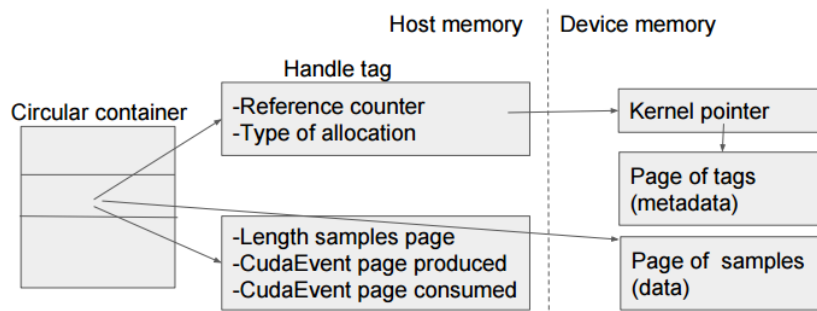 Host memory
Device memory
Handle tag
Circular container
-Reference counter
-Type of allocation
Kernel pointer
Page of tags
(metadata)
-Length samples page
-CudaEvent page produced
-CudaEvent page consumed
Page of samples
(data)